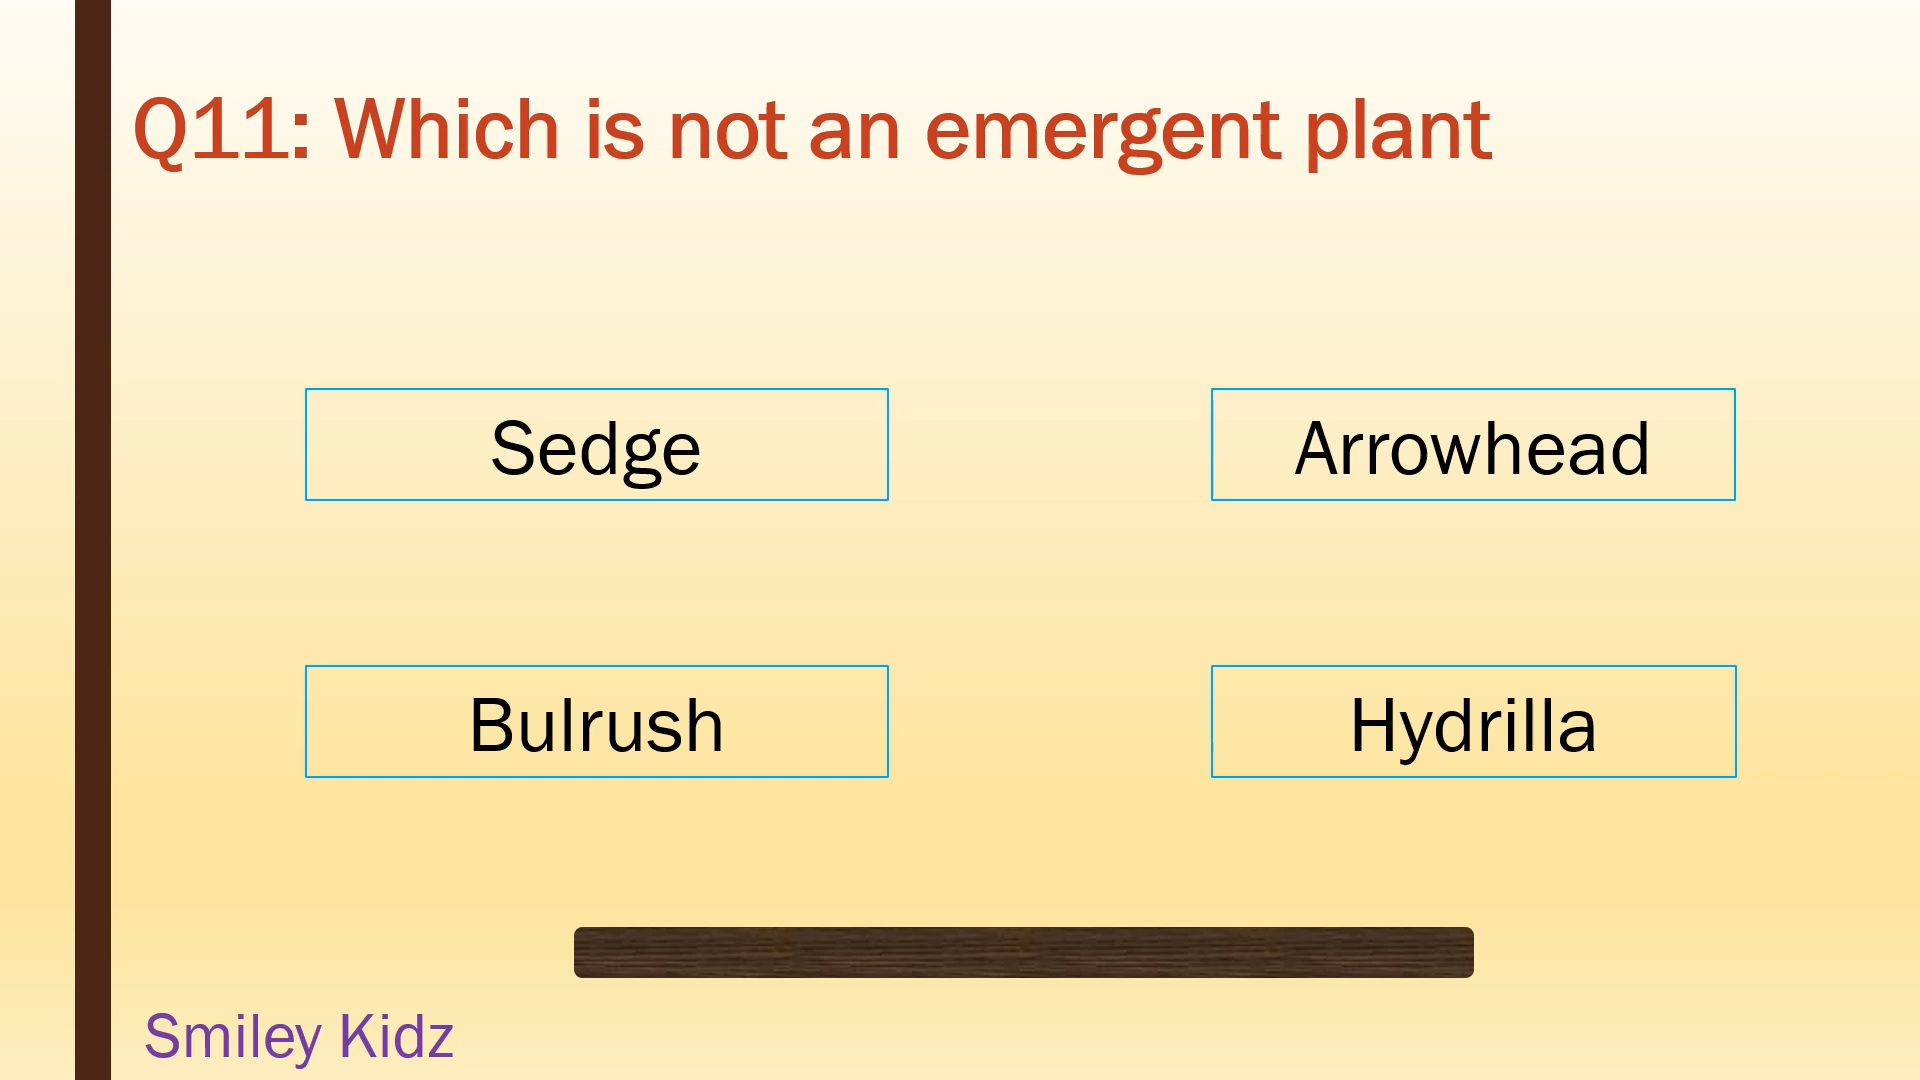 Q11: Which is not an emergent plant
Sedge
Arrowhead
Bulrush
Hydrilla
Smiley Kidz